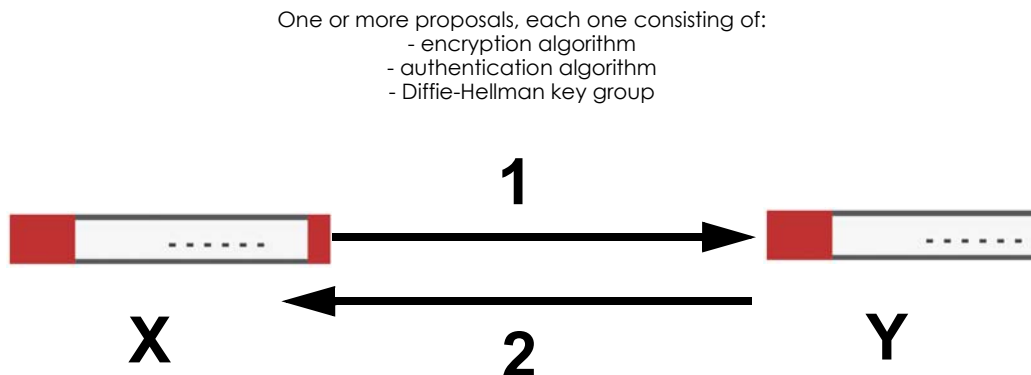 One or more proposals, each one consisting of:
- encryption algorithm
- authentication algorithm
- Diffie-Hellman key group
1
X
Y
2